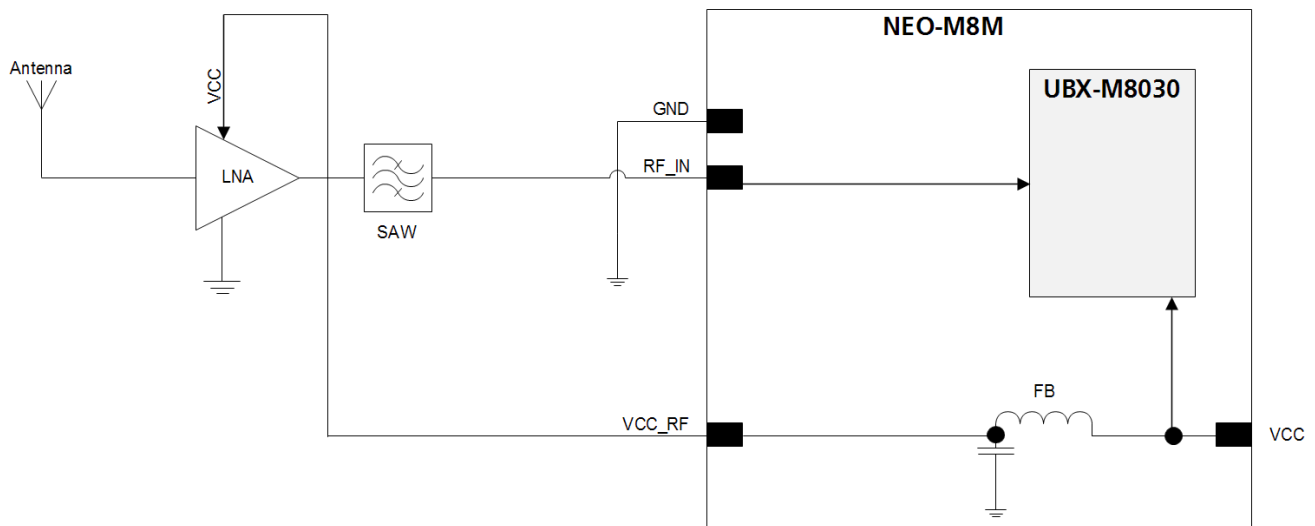 NEO-M8M
Antenna
VCC
UBX-M8030
GND
LNA
RF_IN
SAW
FB
VCC_RF
VCC